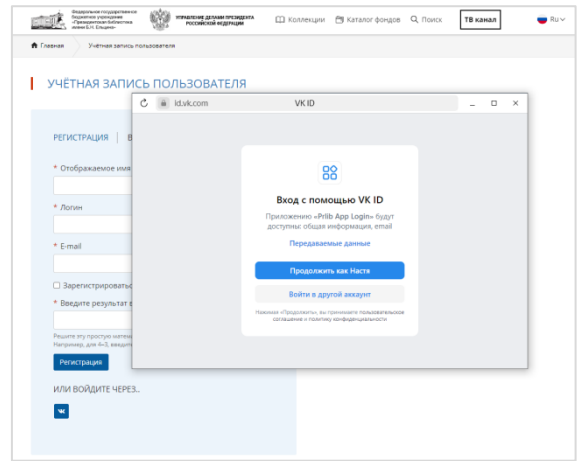 Федеральное государственное
бюджетное учреждение
«Президентская библиотека
имени Б.Н. Ельцина»
УПРАВЛЕНИЕ ДЕЛАМИ ПРЕЗИДЕНТА
РОССИЙСКОЙ ФЕДЕРАЦИИ
Коллекции
Каталог фондов
Поиск
ТВ канал
Ru
Главная
Учётная запись пользователя
УЧЁТНАЯ ЗАПИСЬ ПОЛЬЗОВАТЕЛЯ
id.vk.com
VK ID
РЕГИСТРАЦИЯ
* Отображаемое имя
* Логин
* E-mail
Зарегистрироватьс
* Введите результат в
Решите эту простую матем
Например, для 4+3, введит
Регистрация
ИЛИ ВОЙДИТЕ ЧЕРЕЗ..
Вход с помощью VK ID
Приложению «Prlib App Login» будут
доступны: общая информация, email
Передаваемые данные
Продолжить как Настя
Войти в другой аккаунт
Нажимая «Продолжить», вы принимаете пользовательское
соглашение и политику конфиденциальности